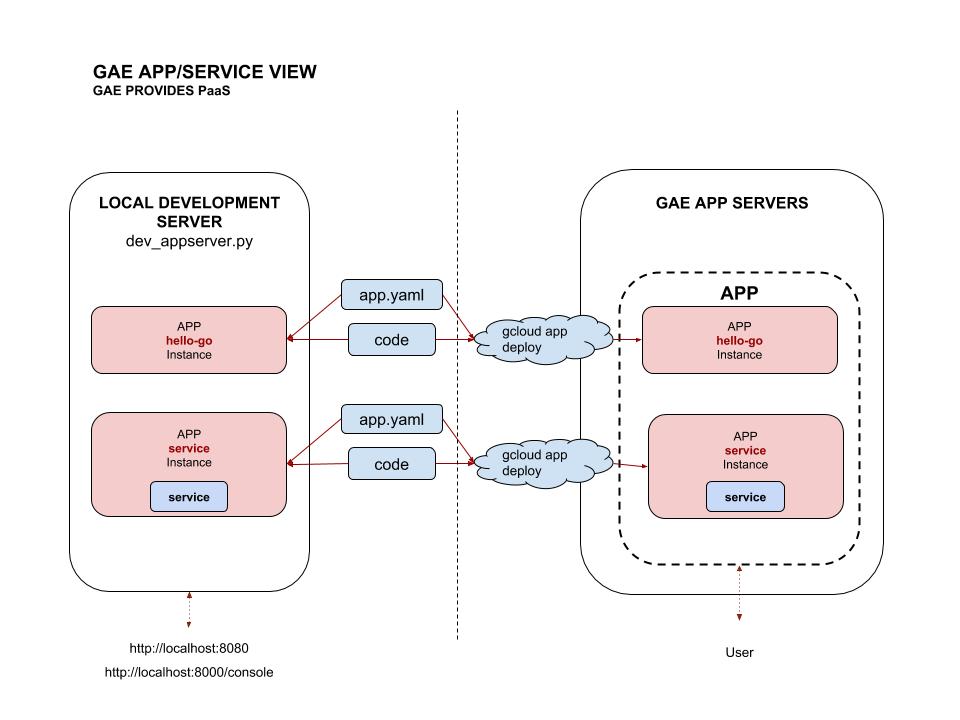 GAE APP/SERVICE VIEW
GAE PROVIDES PaaS
LOCAL DEVELOPMENT
SERVER
dev_appserver.py
APP
hello-go
Instance
APP
service
Instance
service
http://localhost:8080
http://localhost:8000/console
app.yaml
code
app.yaml
code
gcloud app
deploy
gcloud app
deploy
GAE APP SERVERS
APP
APP
hello-go
Instance
APP
service
Instance
service
User